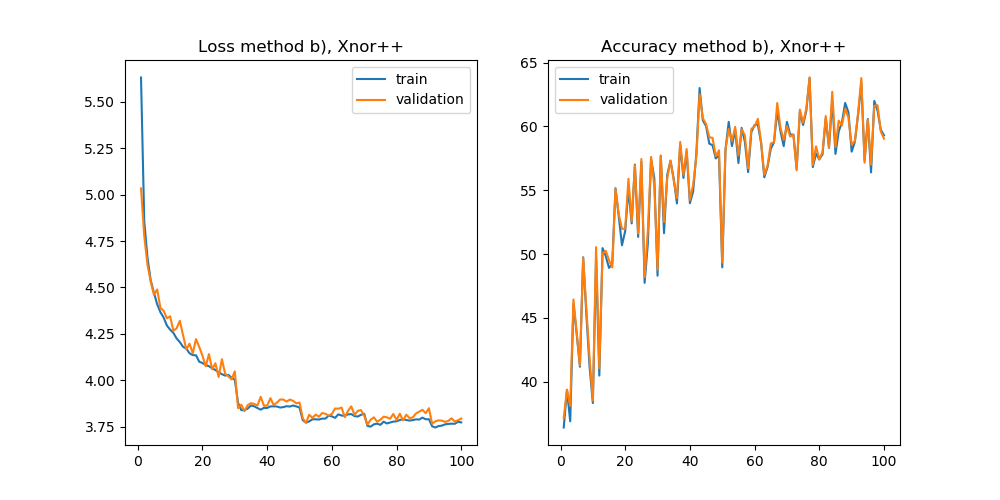 Loss method b), Xnor++
train
validation
5.50
5.25
5.00
4.75
4.50
4.25
4.00
3.75
0 20 40 60 80 100
Accuracy method b), Xnor++
train
validation
65
60
55
50
45
40
0 20 40 60 80 100